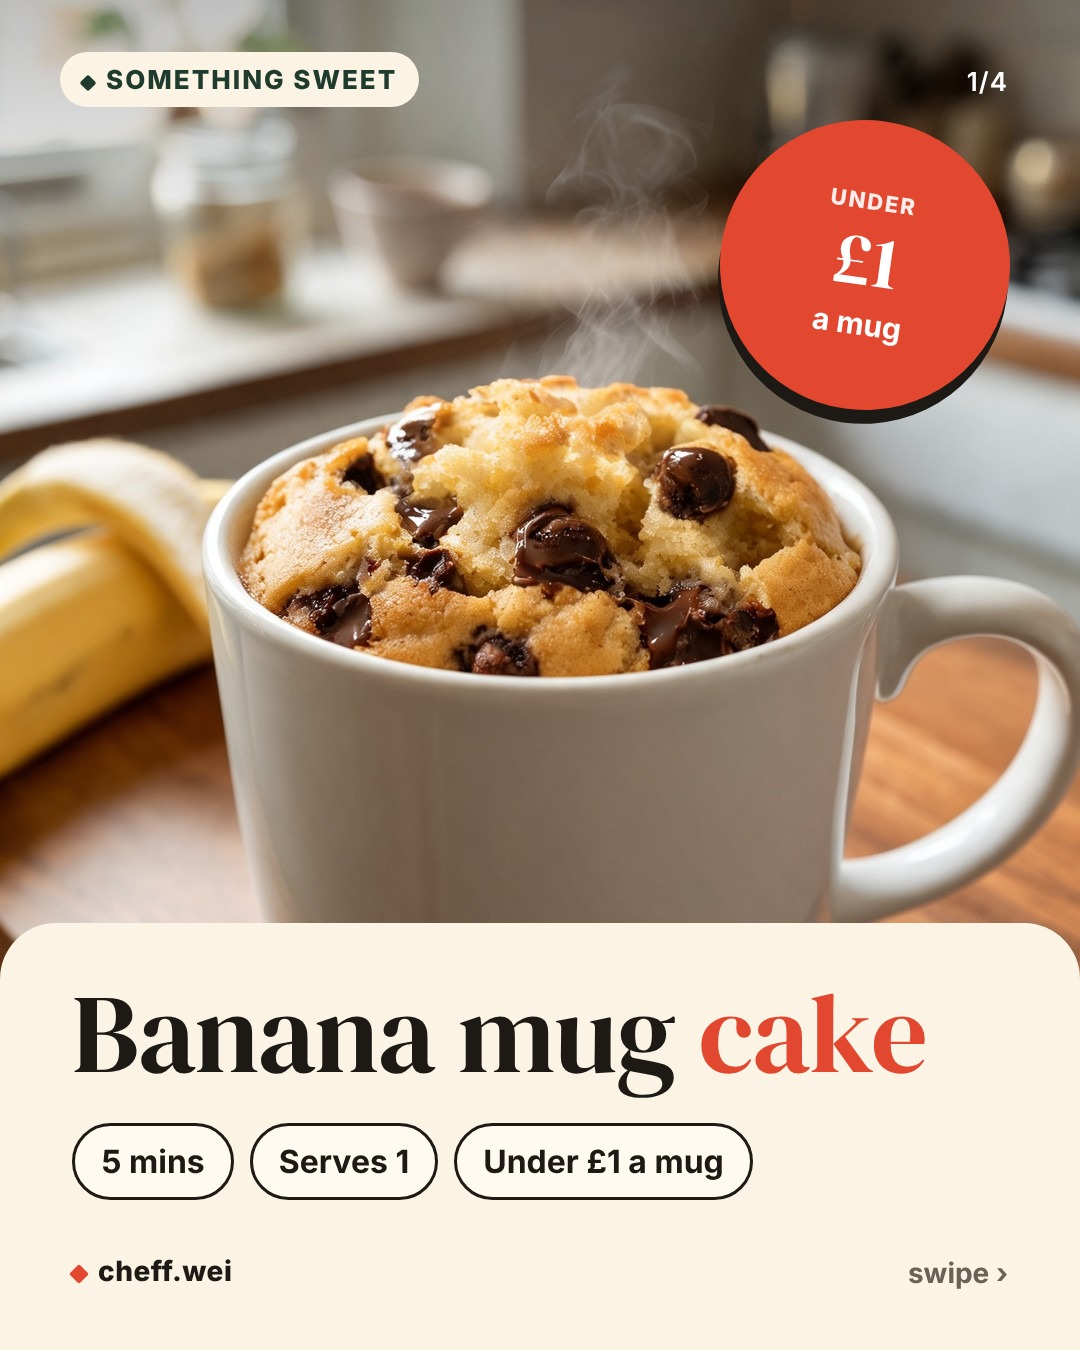 ◆ SOMETHING SWEET
1/4
UNDER
£1
a mug
Banana mug cake
5 mins
Serves 1
Under £1 a mug
◆ cheff.wei
swipe ›